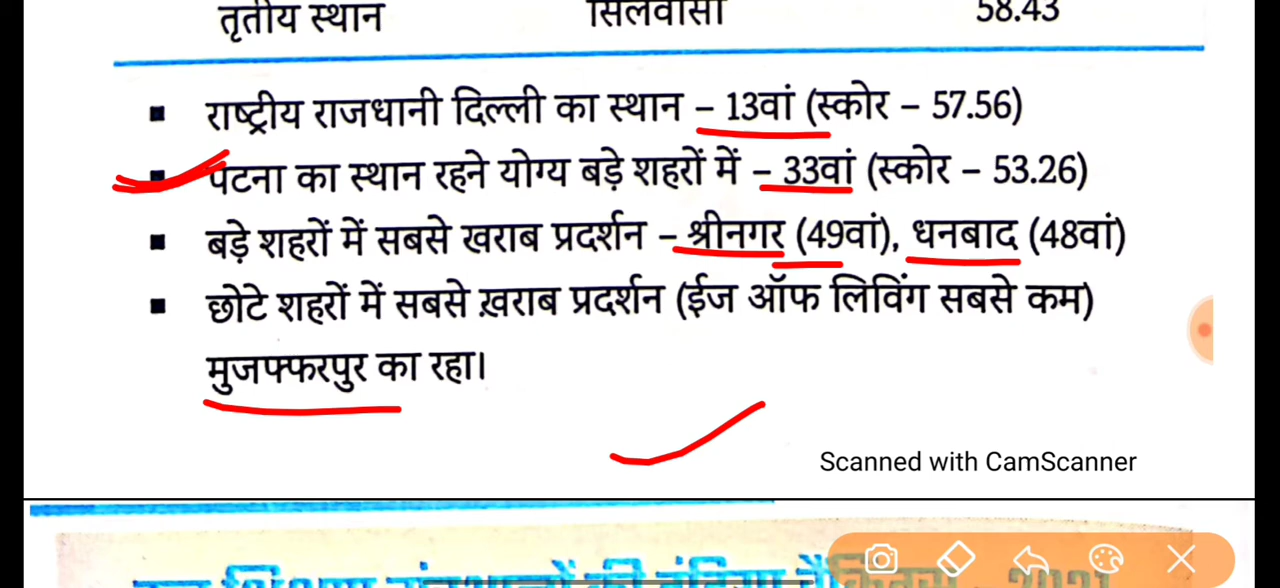 तृतीय स्थान सिलवासा 58.43
▪ राष्ट्रीय राजधानी दिल्ली का स्थान – 13वां (स्कोर – 57.56)
▪ पटना का स्थान रहने योग्य बड़े शहरों में – 33वां (स्कोर – 53.26)
▪ बड़े शहरों में सबसे खराब प्रदर्शन – श्रीनगर (49वां), धनबाद (48वां)
▪ छोटे शहरों में सबसे ख़राब प्रदर्शन (ईज ऑफ लिविंग सबसे कम)
मुजफ्फरपुर का रहा।
Scanned with CamScanner